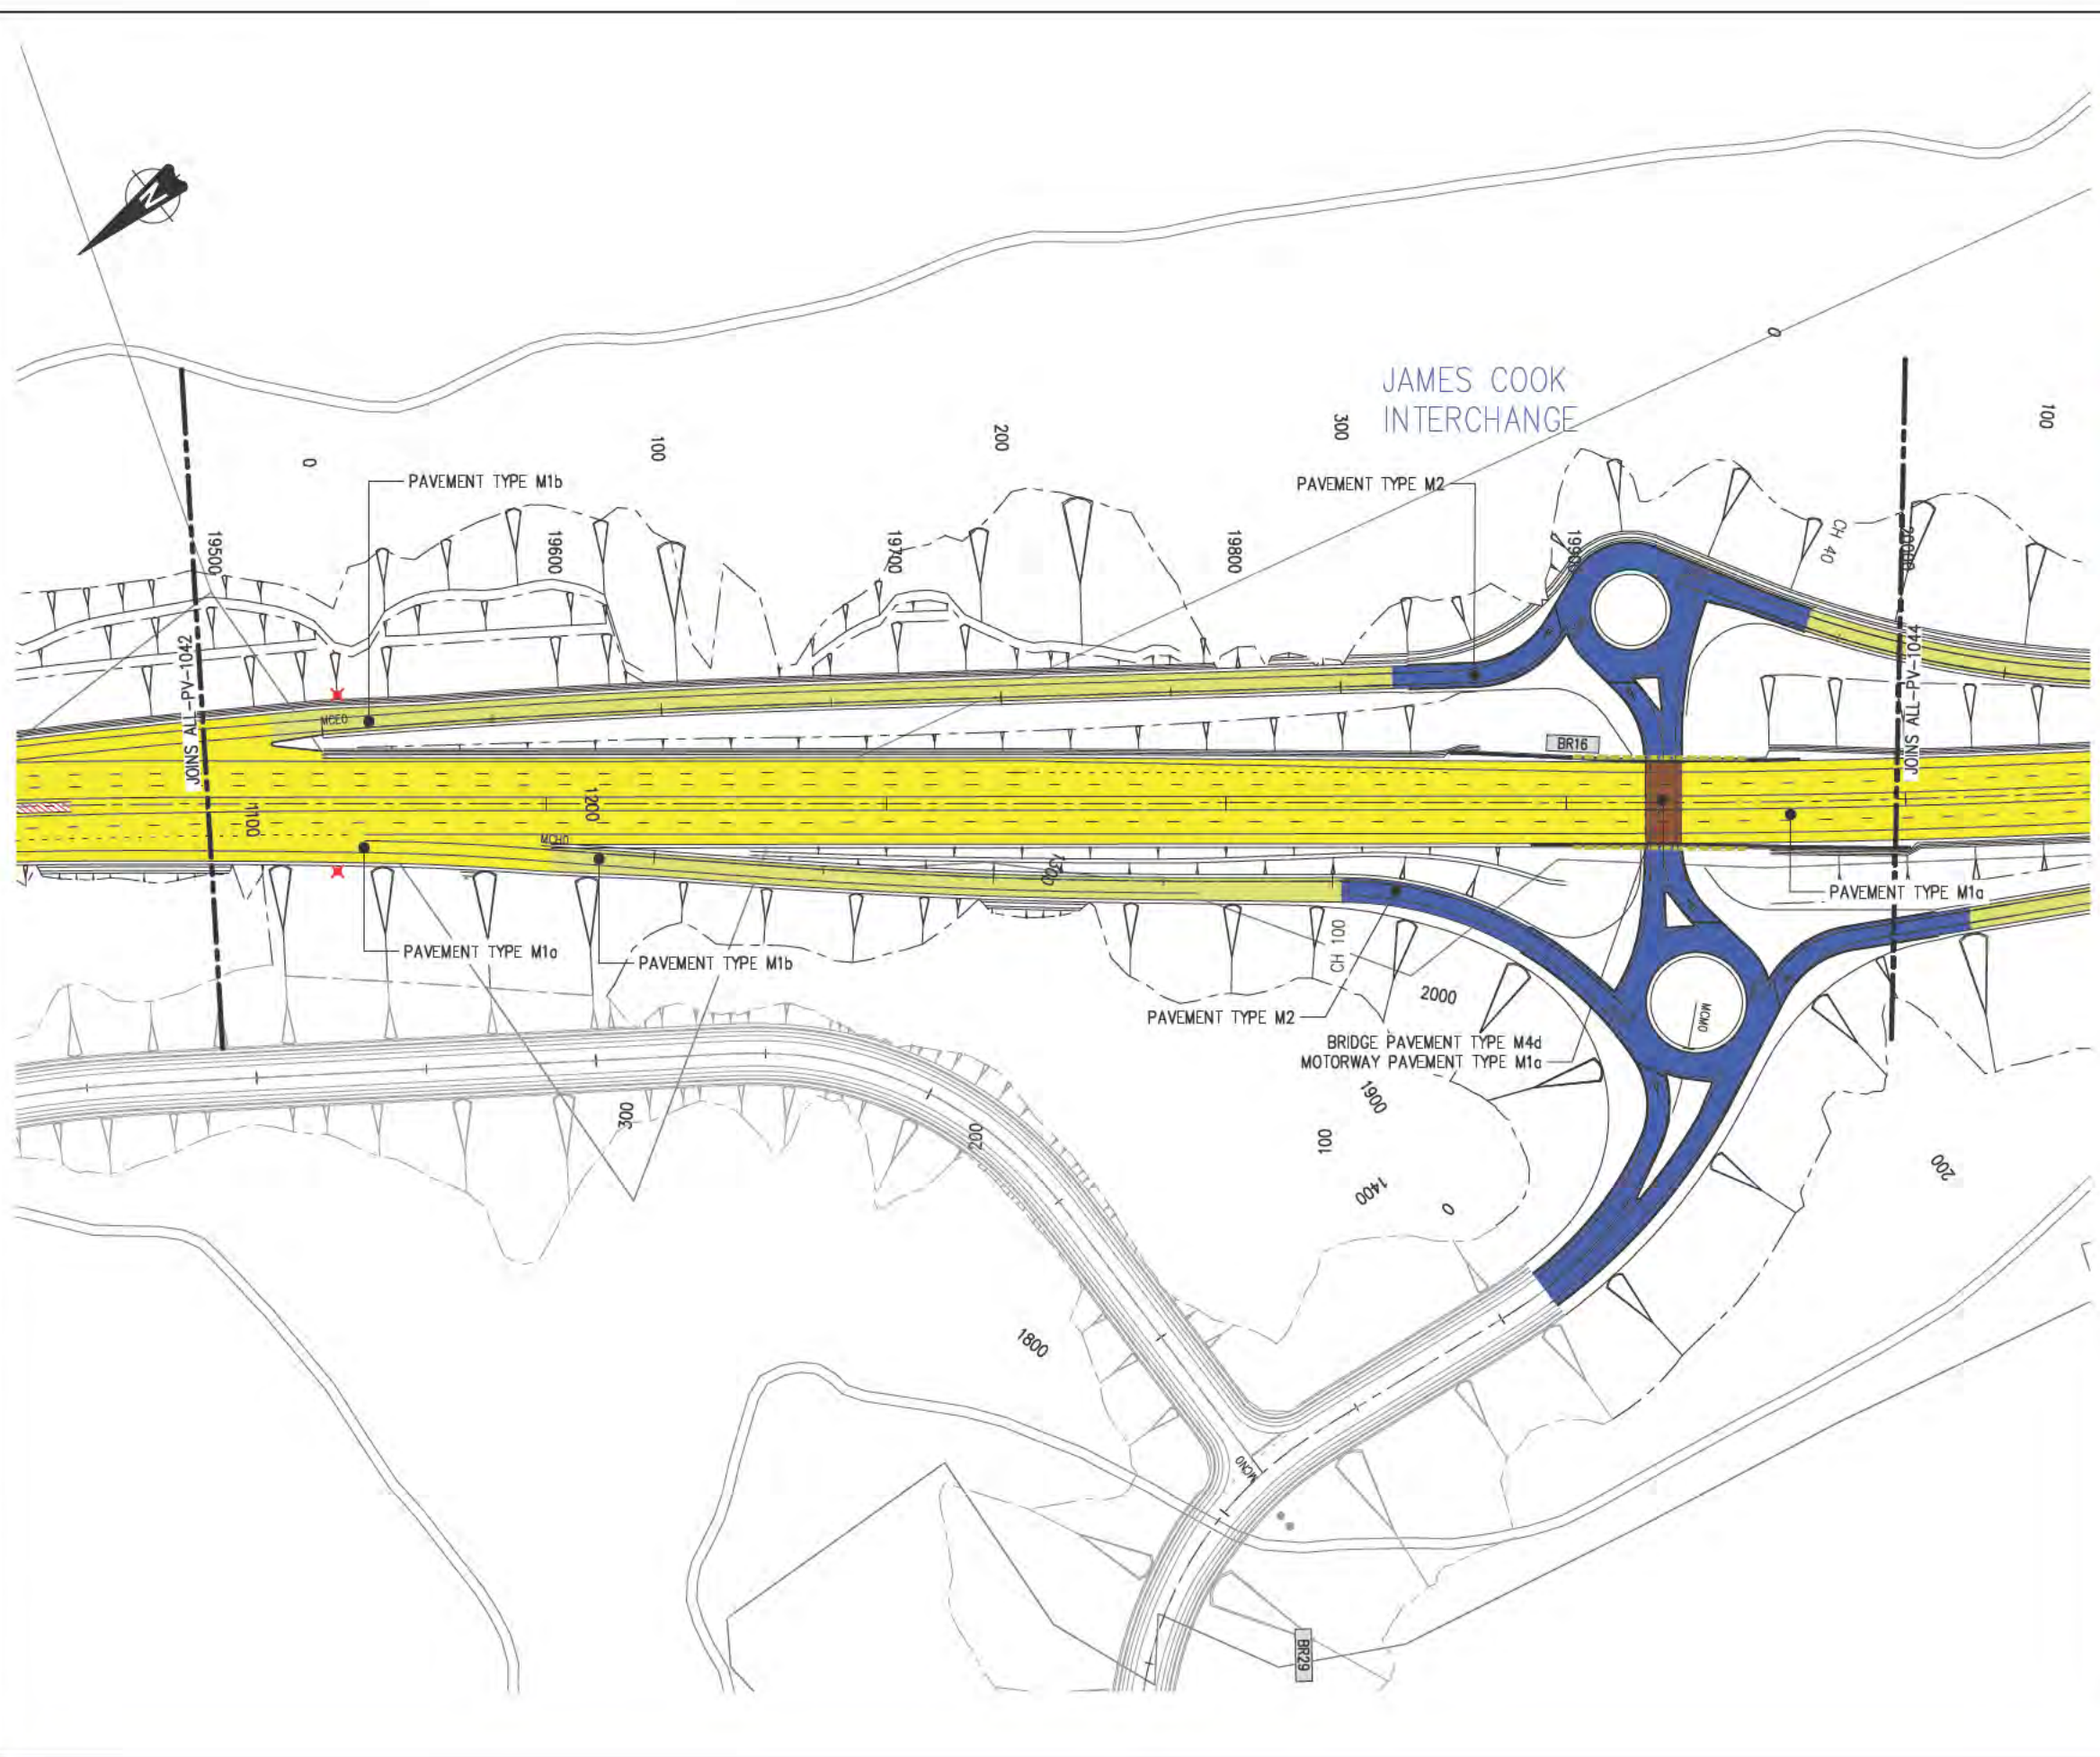 N
JAMES COOK
INTERCHANGE
0
100
200
300
0
100
PAVEMENT TYPE M1b
PAVEMENT TYPE M2
19500
19600
19700
19800
CH 40
20000
JOINS ALL-PV-1042
JOINS ALL-PV-1044
MCE0
BR16
1100
1200
MCH0
1300
PAVEMENT TYPE M1a
PAVEMENT TYPE M1a
PAVEMENT TYPE M1b
CH 100
2000
PAVEMENT TYPE M2
MCM0
BRIDGE PAVEMENT TYPE M4d
MOTORWAY PAVEMENT TYPE M1a
1900
300
200
100
1400
0
200
1800
MCN0
BR29